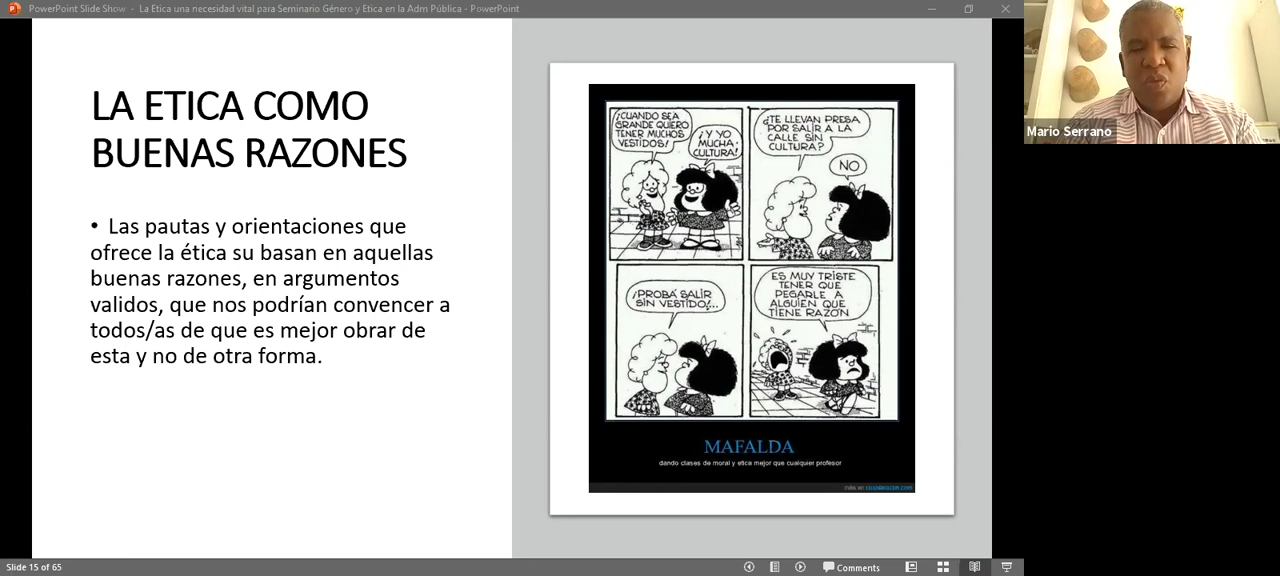 PowerPoint Slide Show - La Etica una necesidad vital para Seminario Género y Etica en la Adm Pública - PowerPoint
LA ETICA COMO
BUENAS RAZONES
• Las pautas y orientaciones que
ofrece la ética su basan en aquellas
buenas razones, en argumentos
validos, que nos podrían convencer a
todos/as de que es mejor obrar de
esta y no de otra forma.
¡CUANDO SEA
GRANDE QUIERO
TENER MUCHOS
VESTIDOS!
¡Y YO
MUCHA
CULTURA!
¿TE LLEVAN PRESA
POR SALIR A LA
CALLE SIN
CULTURA?
NO
¡PROBÁ SALIR
SIN VESTIDO!...
ES MUY TRISTE
TENER QUE
PEGARLE A
ALGUIEN QUE
TIENE RAZÓN
MAFALDA
dando clases de moral y etica mejor que cualquier profesor
más en
Mario Serrano
Slide 15 of 65
Comments